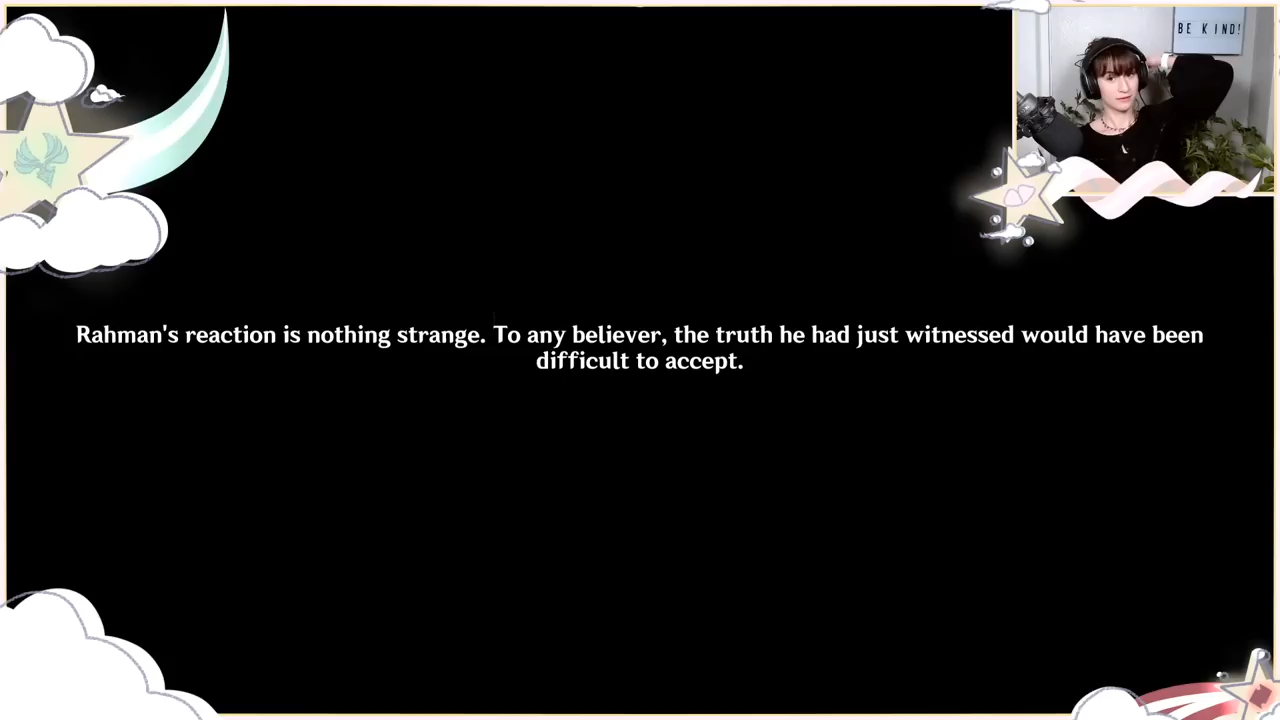 BE KIND!
Rahman's reaction is nothing strange. To any believer, the truth he had just witnessed would have been
difficult to accept.